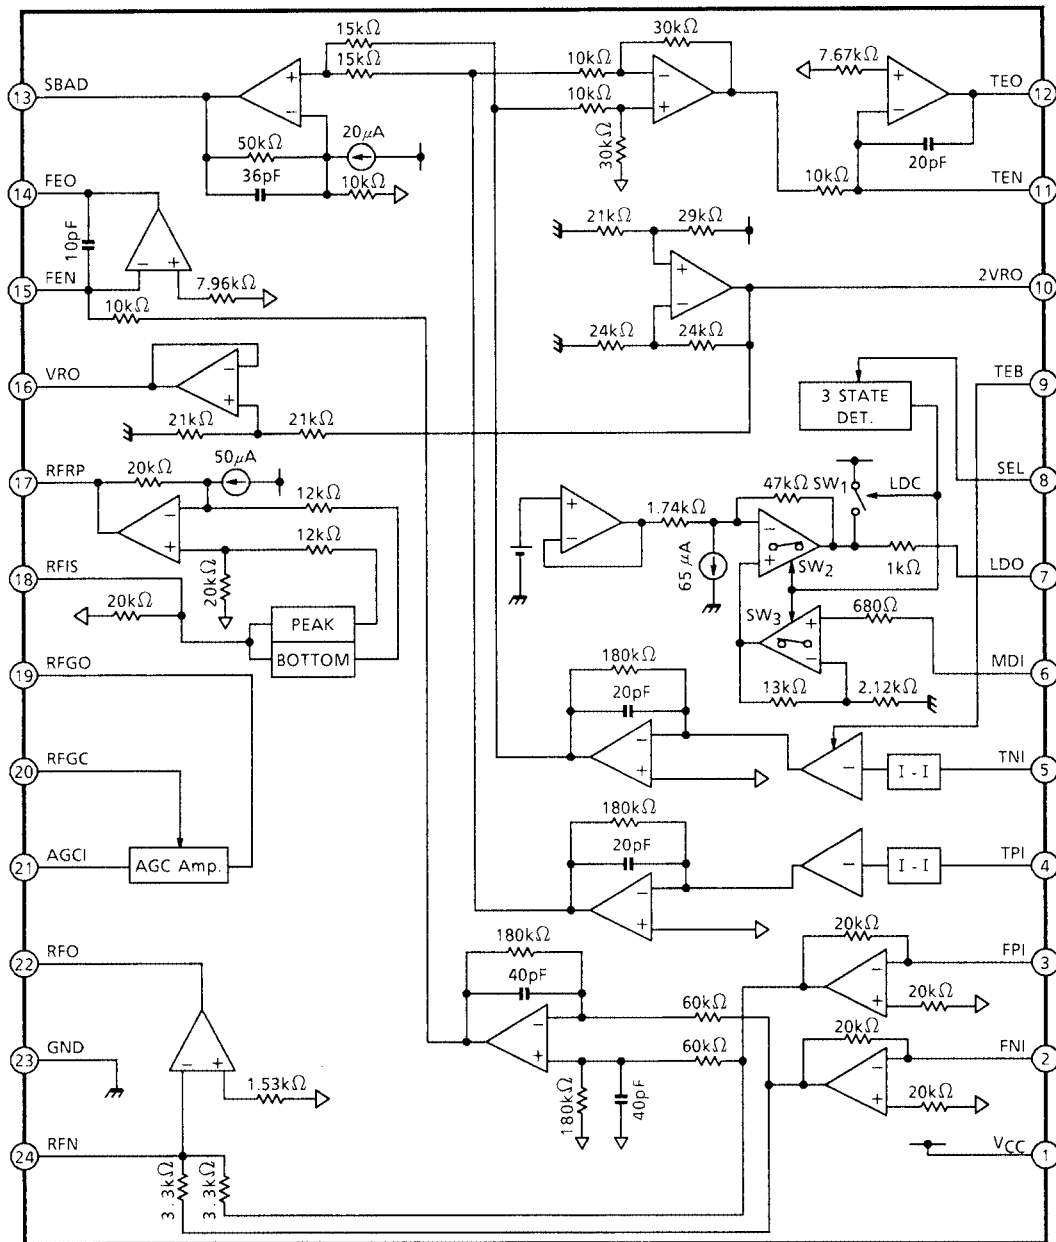 15kΩ
15kΩ
30kΩ
10kΩ
10kΩ
30kΩ
7.67kΩ
20pF
10kΩ
13 SBAD
50kΩ
20μA
36pF
10kΩ
TEO 12
14 FEO
10pF
TEN 11
15 FEN
7.96kΩ
10kΩ
21kΩ
29kΩ
24kΩ
24kΩ
2VRO 10
16 VRO
21kΩ
21kΩ
TEB 9
3 STATE
DET.
17 RFRP
20kΩ
50μA
12kΩ
12kΩ
20kΩ
SEL 8
SW1
LDC
47kΩ
1.74kΩ
65μA
SW2
1kΩ
LDO 7
18 RFIS
20kΩ
PEAK
BOTTOM
SW3
680Ω
13kΩ
2.12kΩ
MDI 6
19 RFGO
180kΩ
20pF
I - I
TNI 5
20 RFGC
21 AGCI
AGC Amp.
180kΩ
20pF
I - I
TPI 4
22 RFO
180kΩ
40pF
60kΩ
60kΩ
180kΩ
40pF
20kΩ
20kΩ
FPI 3
23 GND
1.53kΩ
20kΩ
20kΩ
FNI 2
24 RFN
3.3kΩ
3.3kΩ
VCC 1